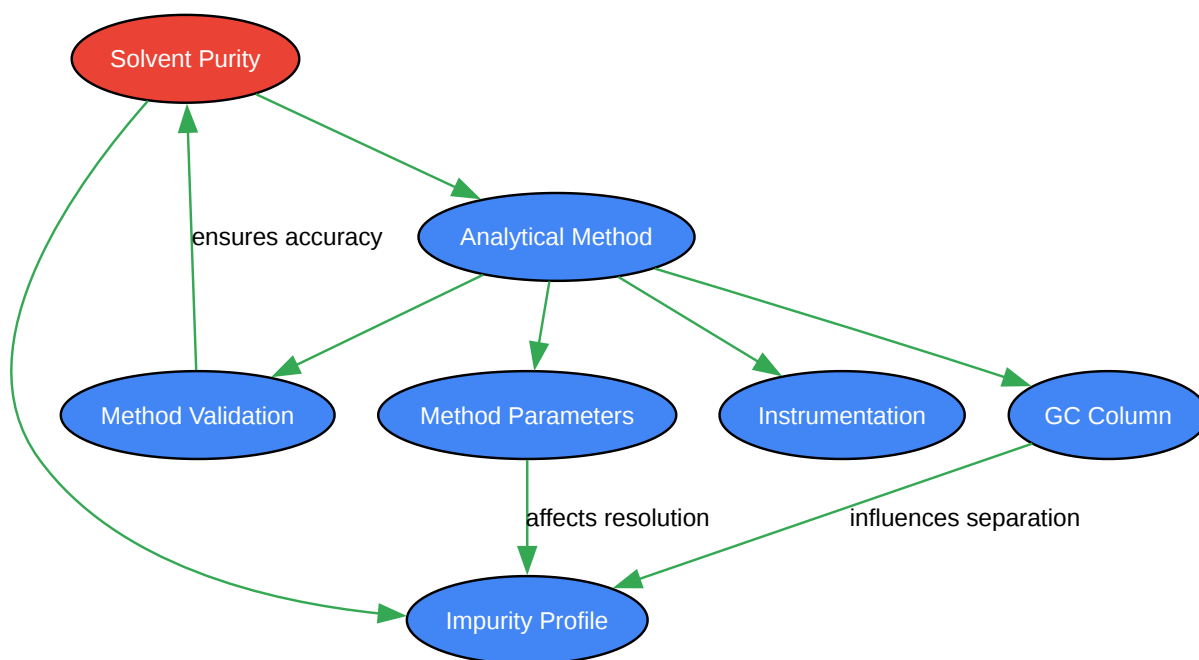 Solvent Purity
ensures accuracy
Analytical Method
Method Validation
Method Parameters
Instrumentation
GC Column
affects resolution
influences separation
Impurity Profile